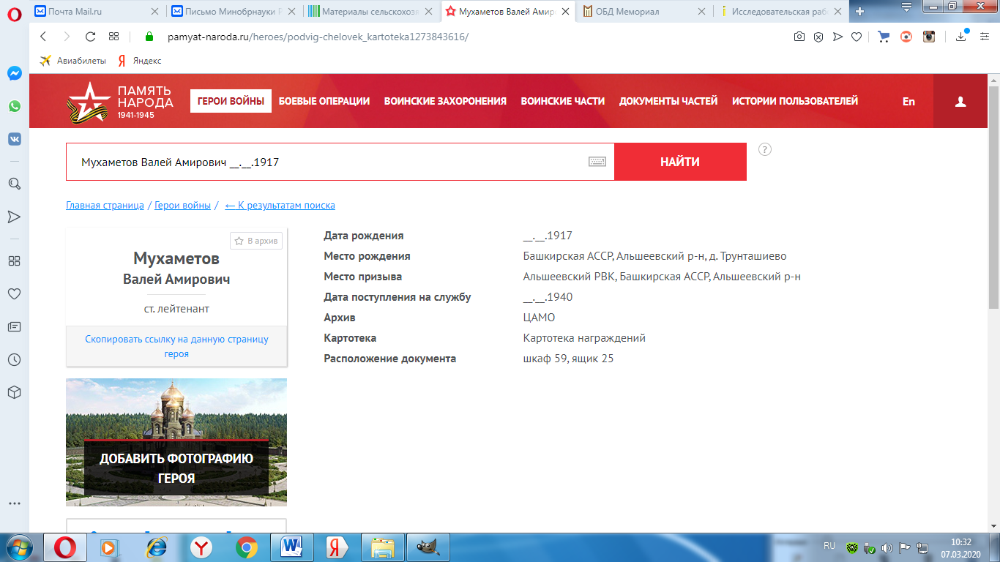 Почта Mail.ru
Письмо Минобрнауки Р
Материалы сельскохоз
Мухаметов Валей Амир
ОБД Мемориал
Исследовательская раб
pamyat-naroda.ru/heroes/podvig-chelovek_kartoteka1273843616/
Авиабилеты
Яндекс
ПАМЯТЬ
НАРОДА
1941-1945
ГЕРОИ ВОЙНЫ
БОЕВЫЕ ОПЕРАЦИИ
ВОИНСКИЕ ЗАХОРОНЕНИЯ
ВОИНСКИЕ ЧАСТИ
ДОКУМЕНТЫ ЧАСТЕЙ
ИСТОРИИ ПОЛЬЗОВАТЕЛЕЙ
En
Мухаметов Валей Амирович __.__.1917
НАЙТИ
?
Главная страница / Герои войны / ← К результатам поиска
В архив
Мухаметов
Валей Амирович
ст. лейтенант
Скопировать ссылку на данную страницу
героя
Дата рождения __.__.1917
Место рождения Башкирская АССР, Альшеевский р-н, д. Трунташиево
Место призыва Альшеевский РВК, Башкирская АССР, Альшеевский р-н
Дата поступления на службу __.__.1940
Архив ЦАМО
Картотека Картотека награждений
Расположение документа шкаф 59, ящик 25
ДОБАВИТЬ ФОТОГРАФИЮ
ГЕРОЯ
RU
10:32
07.03.2020